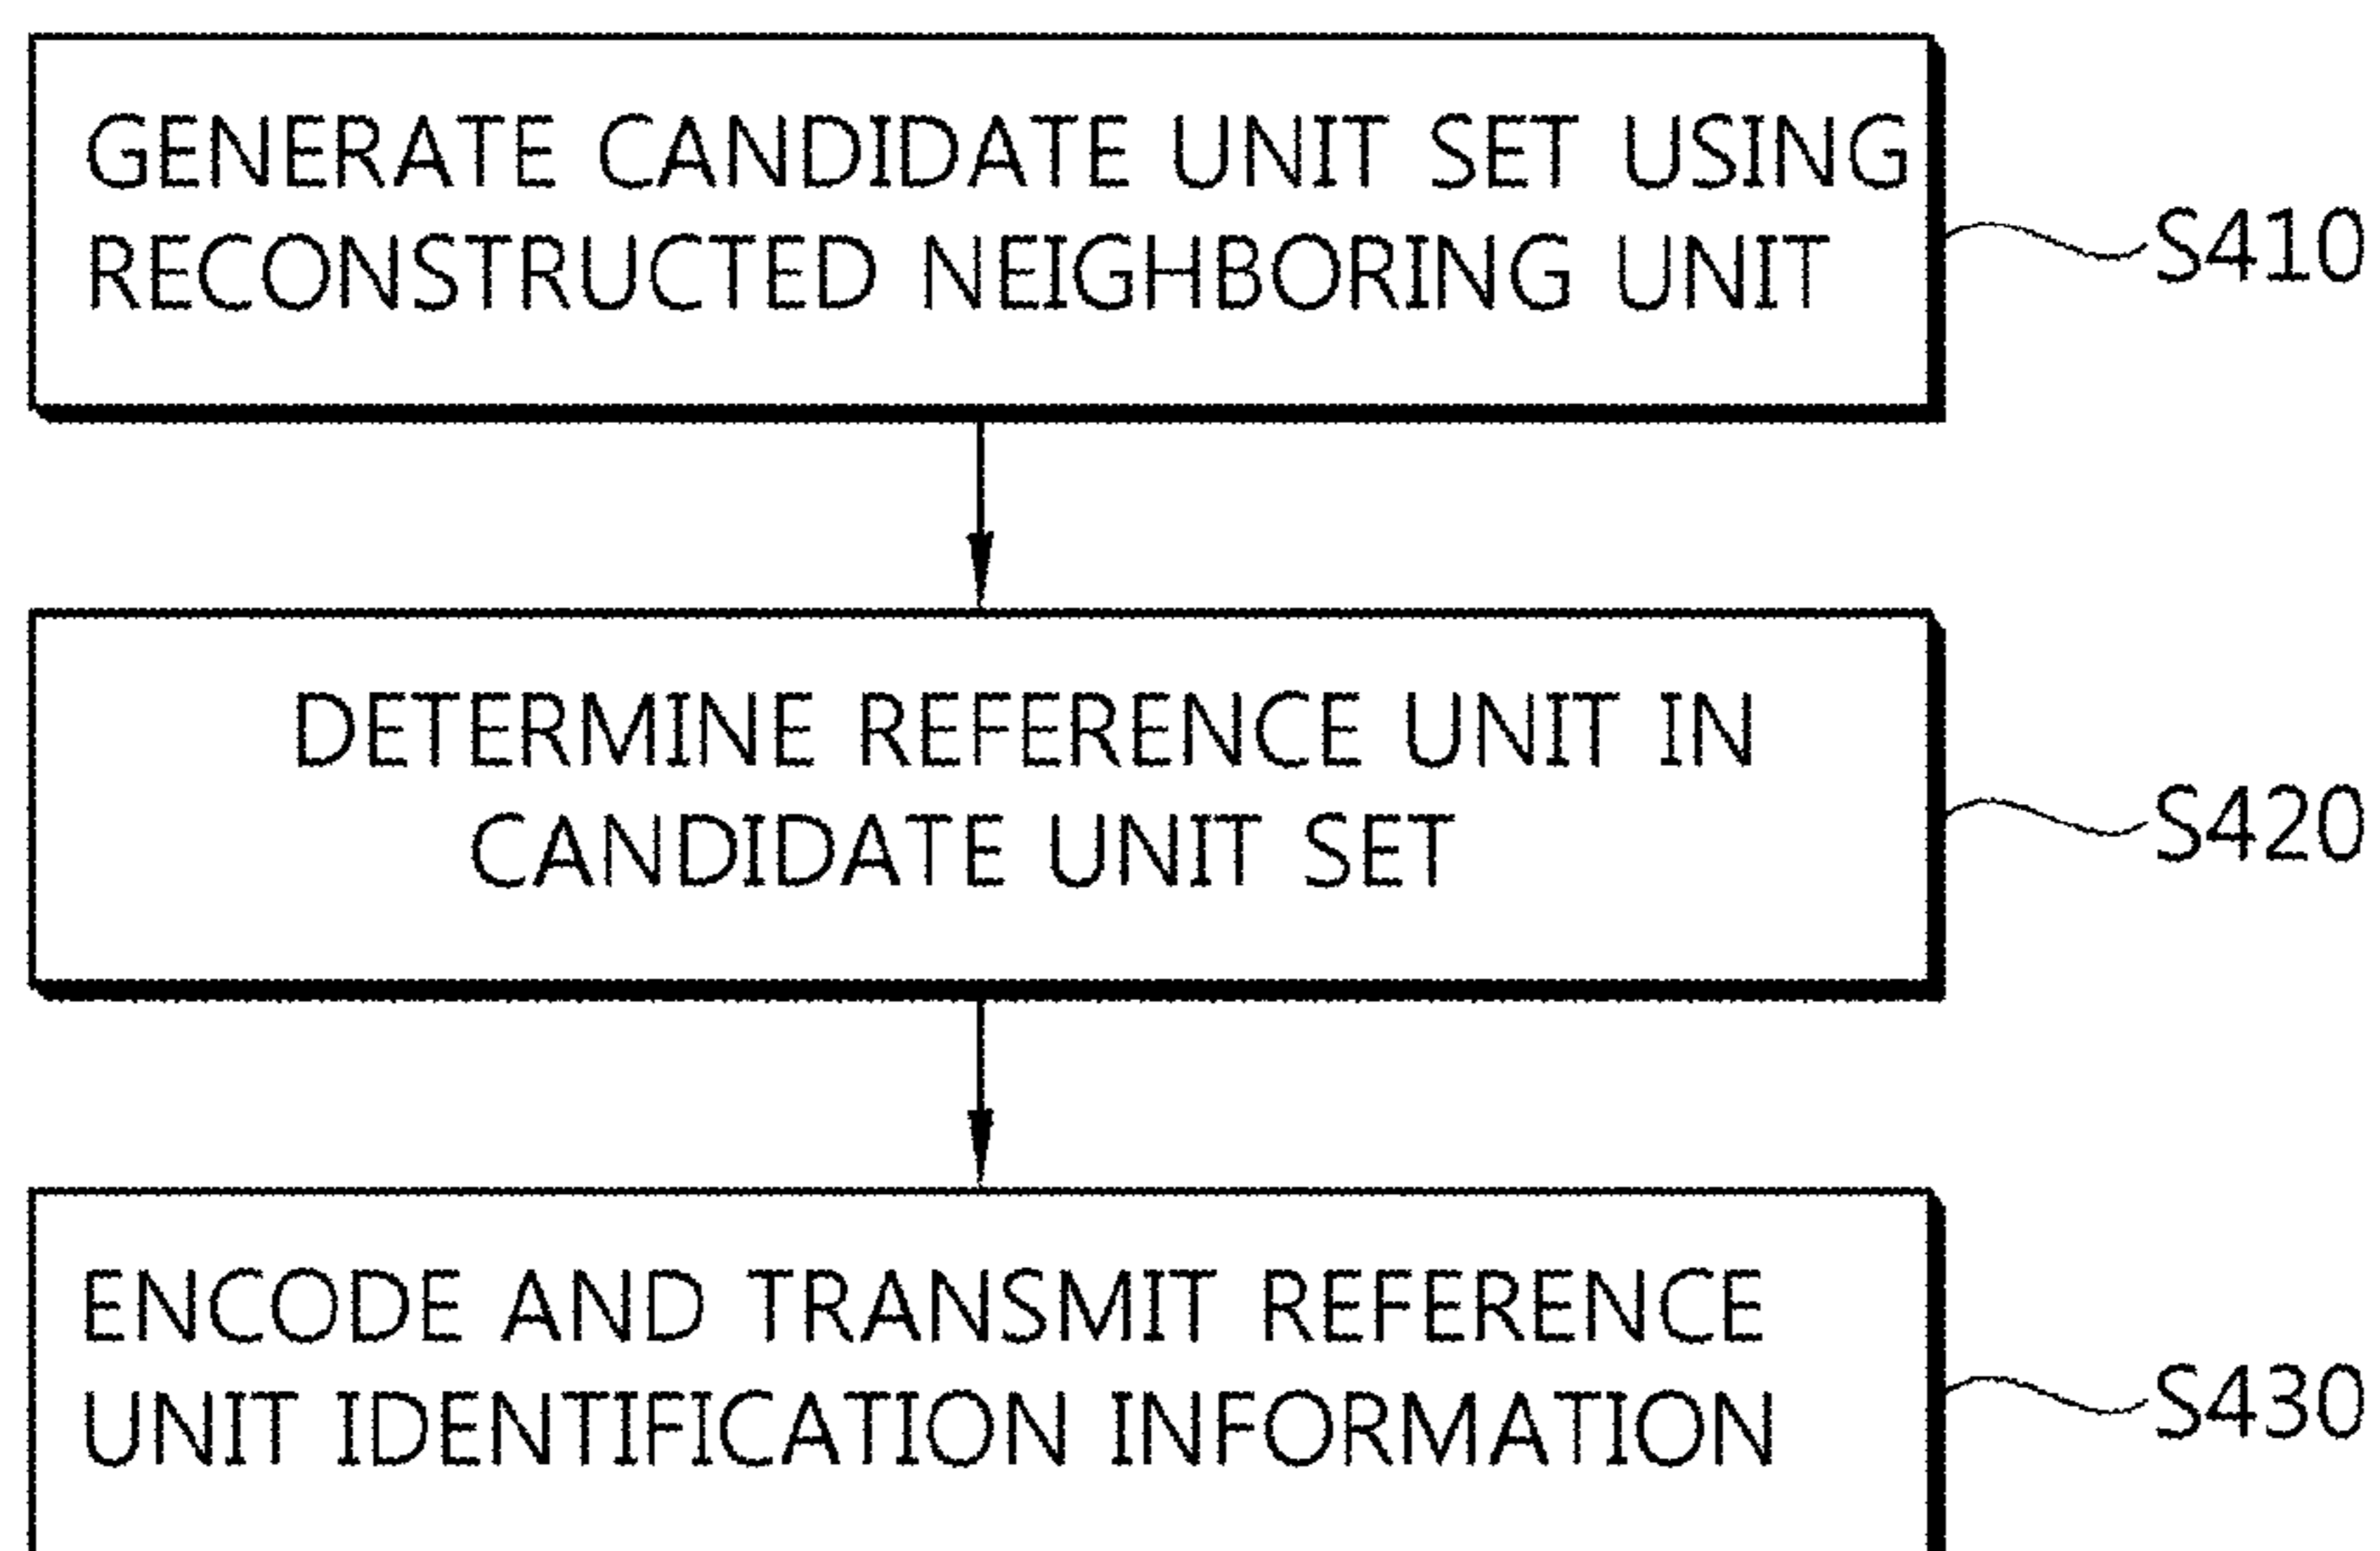 GENERATE CANDIDATE UNIT SET USING
RECONSTRUCTED NEIGHBORING UNIT
S410
DETERMINE REFERENCE UNIT IN
CANDIDATE UNIT SET
S420
ENCODE AND TRANSMIT REFERENCE
UNIT IDENTIFICATION INFORMATION
S430